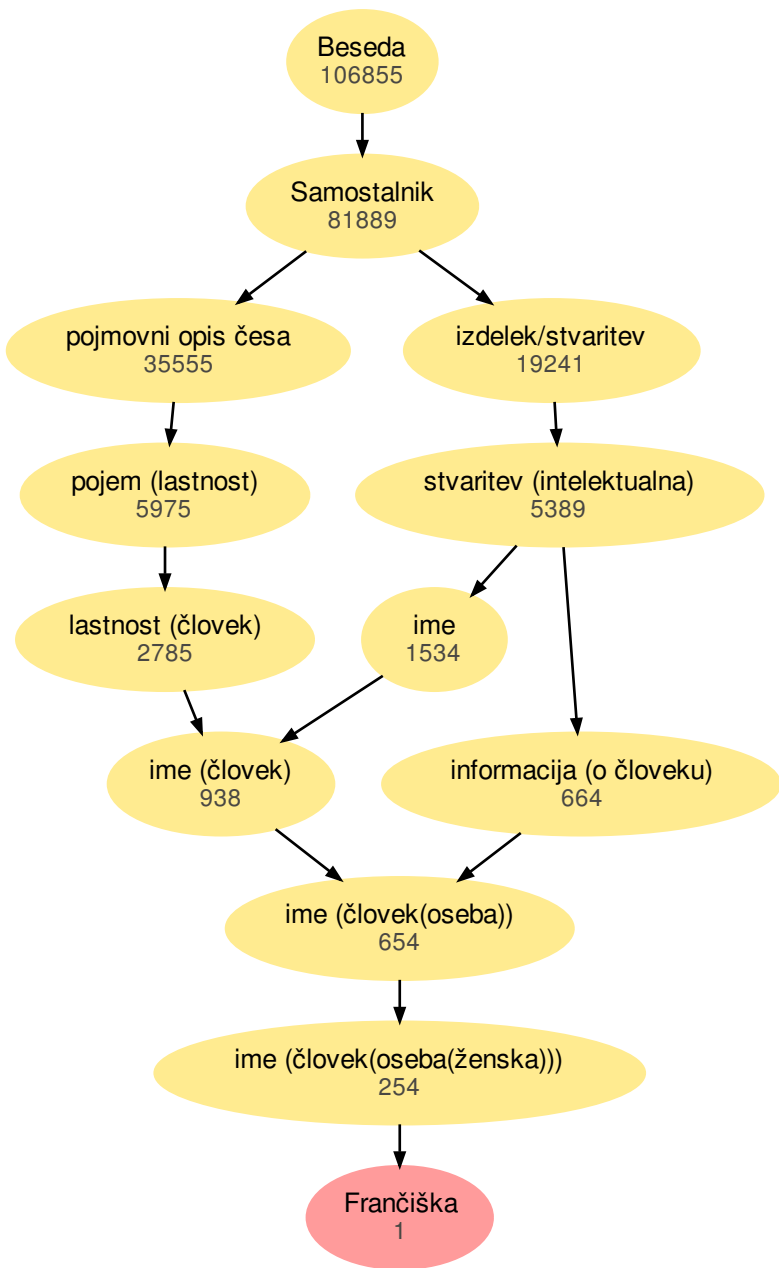 Beseda
106855
Samostalnik
81889
pojmovni opis česa
35555
izdelek/stvaritev
19241
pojem (lastnost)
5975
stvaritev (intelektualna)
5389
lastnost (človek)
2785
ime
1534
ime (človek)
938
informacija (o človeku)
664
ime (človek(oseba))
654
ime (človek(oseba(ženska)))
254
Frančiška
1